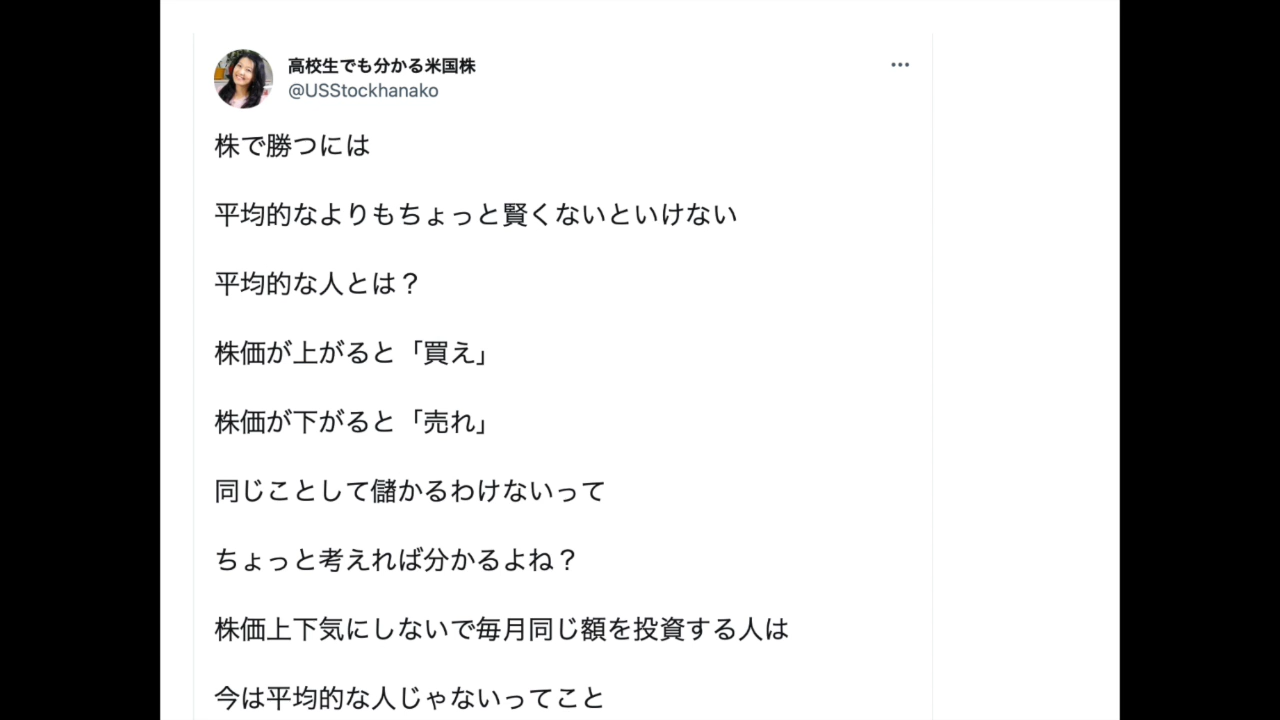 高校生でも分かる米国株
@USStockhanako
株で勝つには
平均的なよりもちょっと賢くないといけない
平均的な人とは？
株価が上がると「買え」
株価が下がると「売れ」
同じことして儲かるわけないって
ちょっと考えれば分かるよね？
株価上下気にしないで毎月同じ額を投資する人は
今は平均的な人じゃないってこと